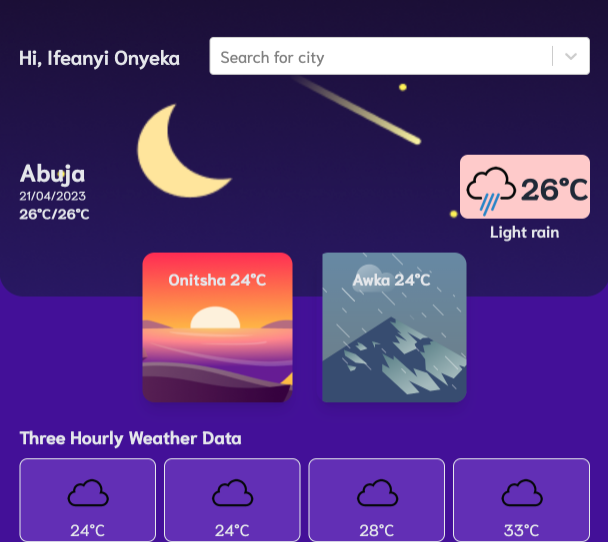 Hi, Ifeanyi Onyeka
Search for city
Abuja
21/04/2023
26°C/26°C
26°C
Light rain
Onitsha 24°C
Awka 24°C
Three Hourly Weather Data
24°C
24°C
28°C
33°C